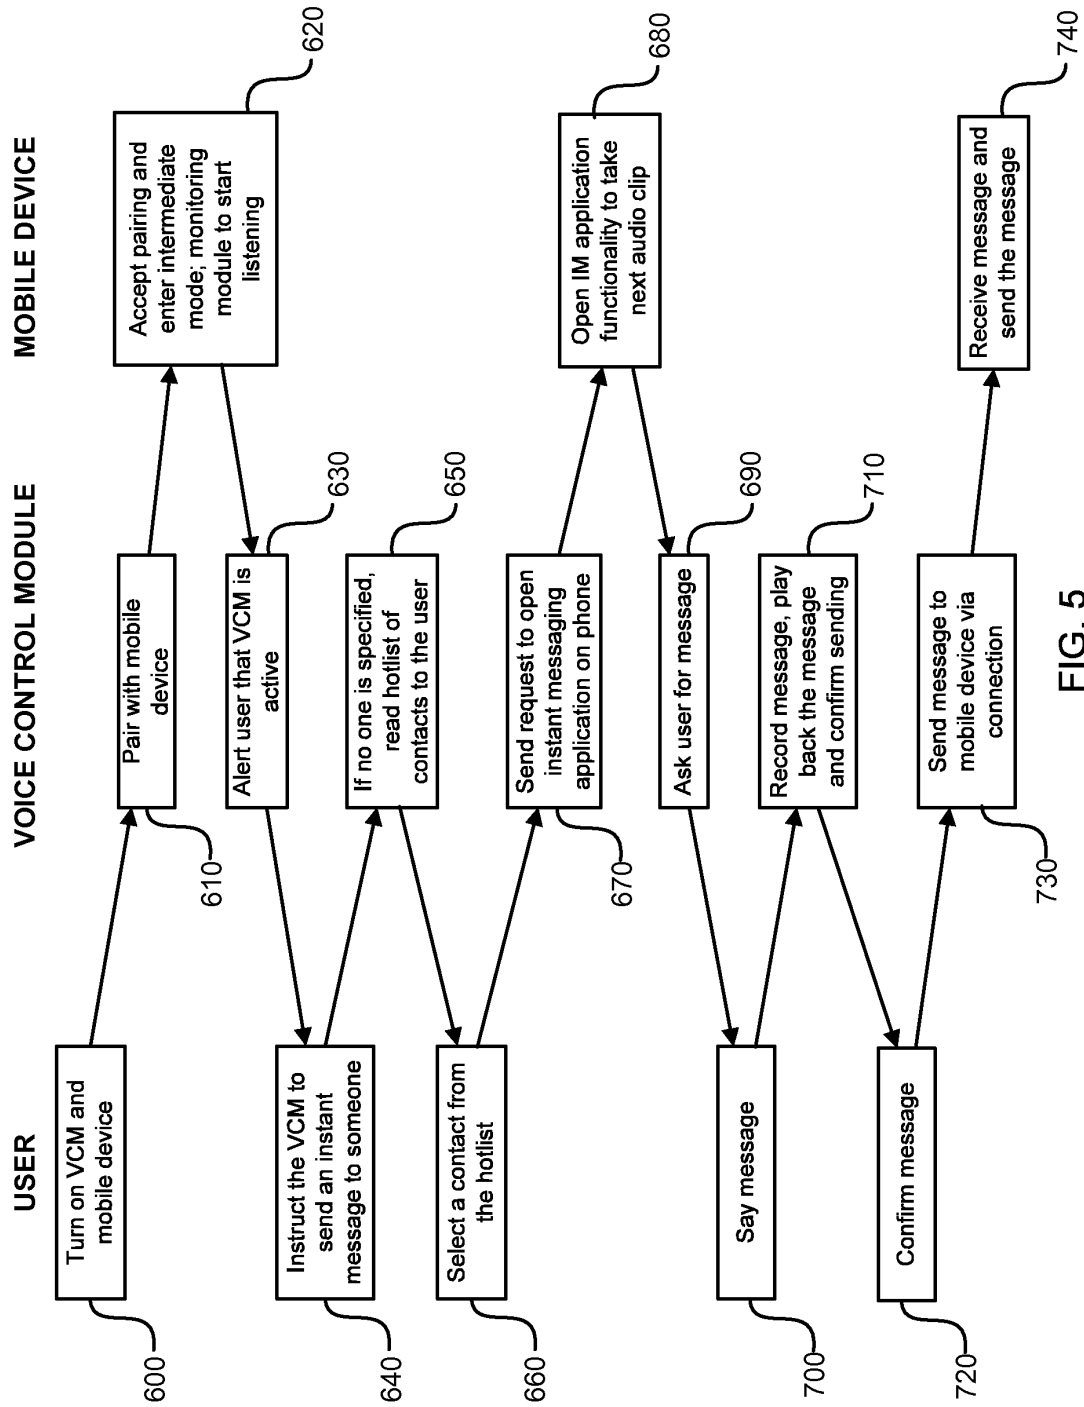 USER
VOICE CONTROL MODULE
MOBILE DEVICE
Turn on VCM and
mobile device
600
Pair with mobile
device
610
Accept pairing and
enter intermediate
mode; monitoring
module to start
listening
620
Alert user that VCM is
active
630
Instruct the VCM to
send an instant
message to someone
640
If no one is specified,
read hotlist of
contacts to the user
650
Select a contact from
the hotlist
660
Send request to open
instant messaging
application on phone
670
Open IM application
functionality to take
next audio clip
680
Ask user for message
690
Say message
700
Record message, play
back the message
and confirm sending
710
Confirm message
720
Send message to
mobile device via
connection
730
Receive message and
send the message
740
FIG. 5